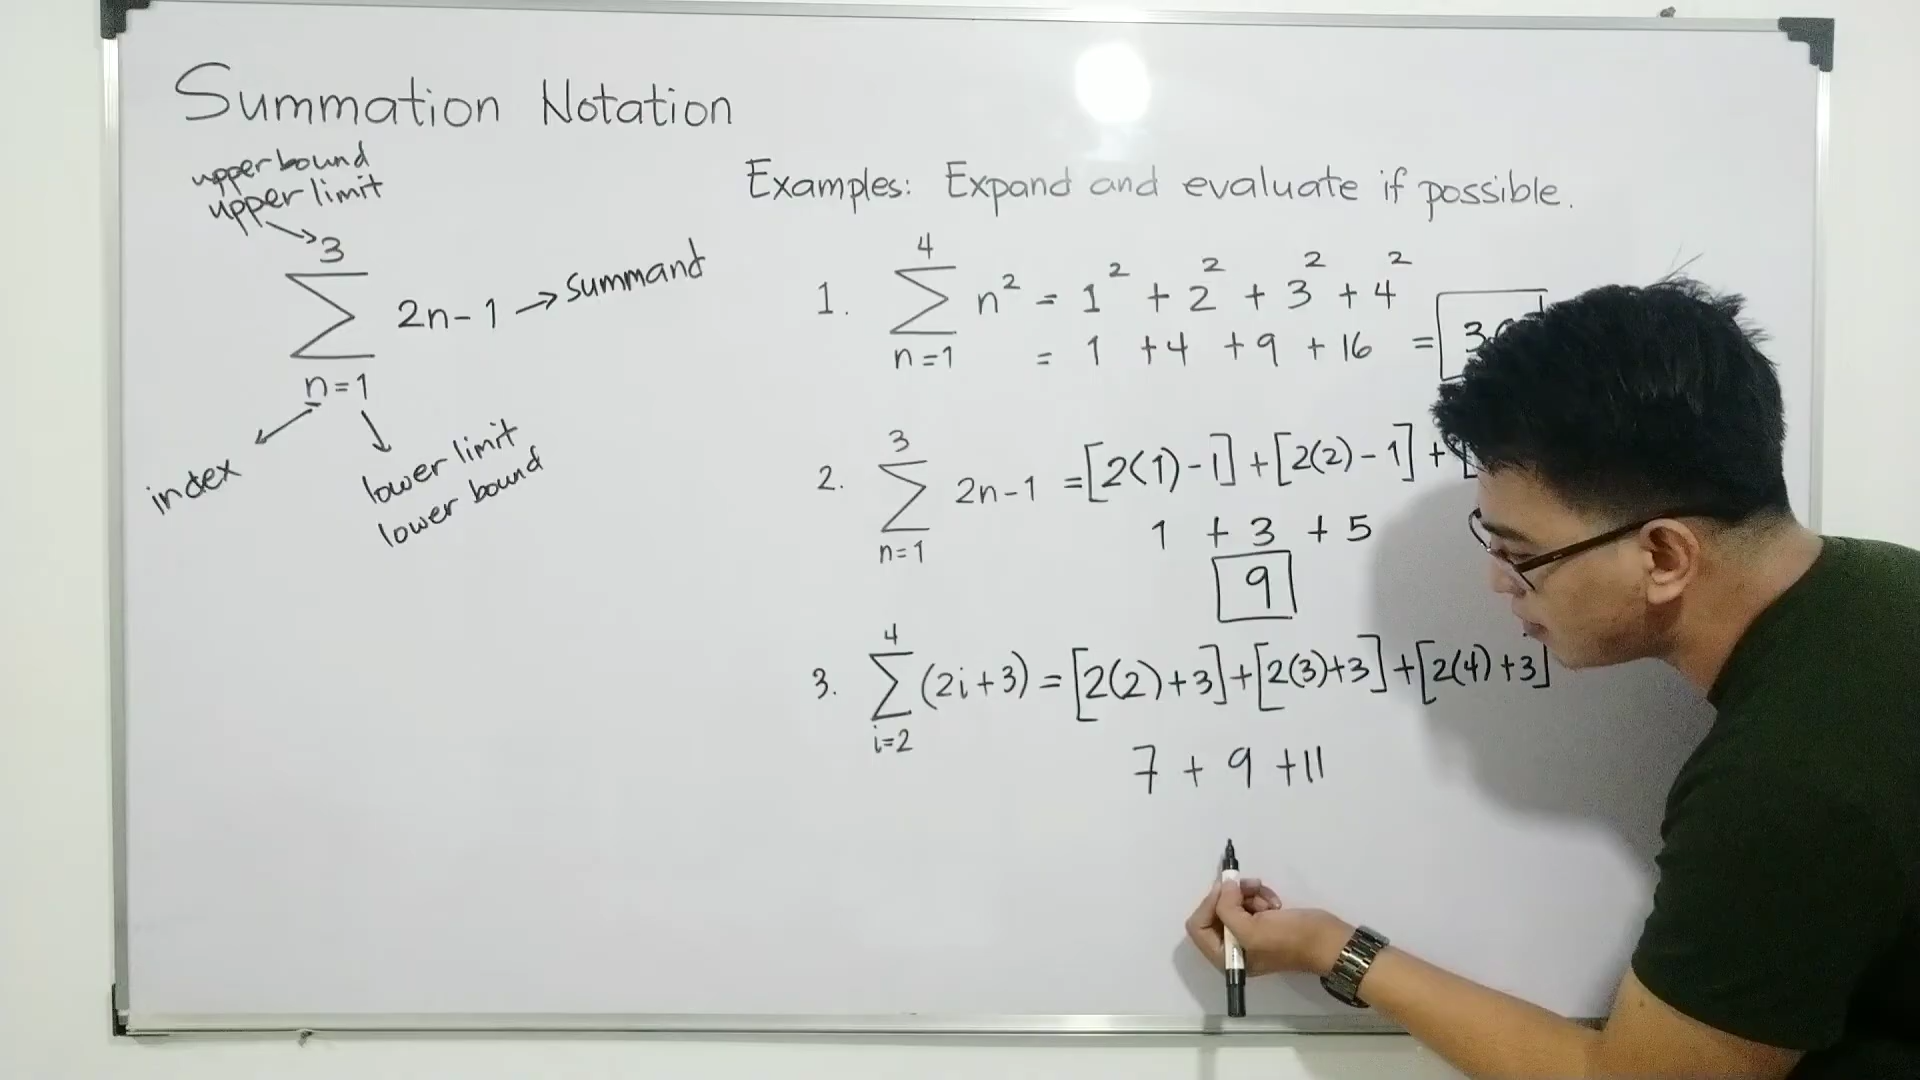 Summation Notation
upper bound
upper limit
3
∑ 2n-1 → summand
n=1
index
lower limit
lower bound
Examples: Expand and evaluate if possible.
4
1. ∑ n² = 1² + 2² + 3² + 4²
n=1 = 1 +4 +9 +16 =
3
2. ∑ 2n-1 =[2(1)-1]+[2(2)-1]+[
n=1
1 + 3 + 5
9
4
3. ∑ (2i+3) = [2(2)+3]+[2(3)+3]+[2(4)+3]
i=2
7 + 9 +11